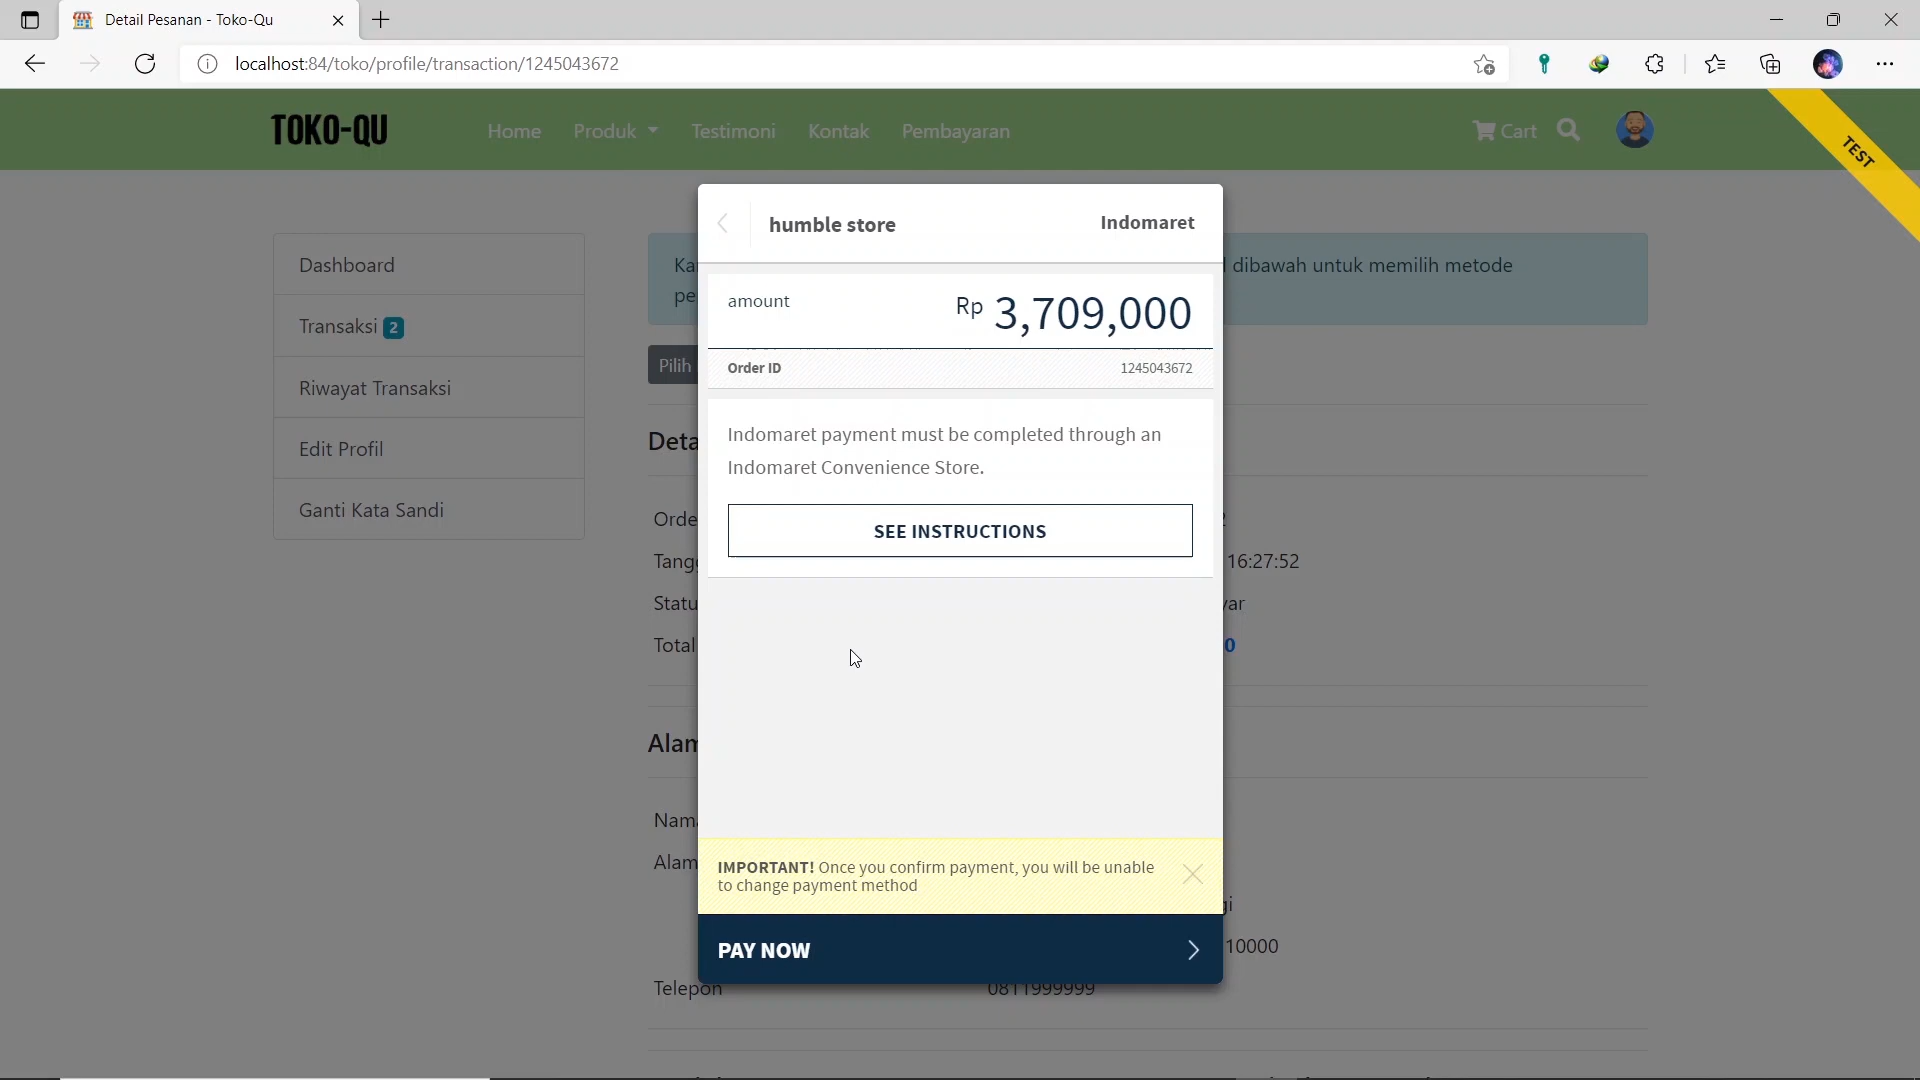 Detail Pesanan - Toko-Qu
localhost:84/toko/profile/transaction/1245043672
TOKO-QU
Home
Produk
Testimoni
Kontak
Pembayaran
Cart
TEST
Dashboard
Transaksi 2
Riwayat Transaksi
Edit Profil
Ganti Kata Sandi
dibawah untuk memilih metode
Pilih
humble store
Indomaret
amount
Rp 3,709,000
Order ID
1245043672
Indomaret payment must be completed through an
Indomaret Convenience Store.
SEE INSTRUCTIONS
16:27:52
Total
0
IMPORTANT! Once you confirm payment, you will be unable
to change payment method
PAY NOW
10000
Telepon
0811999999